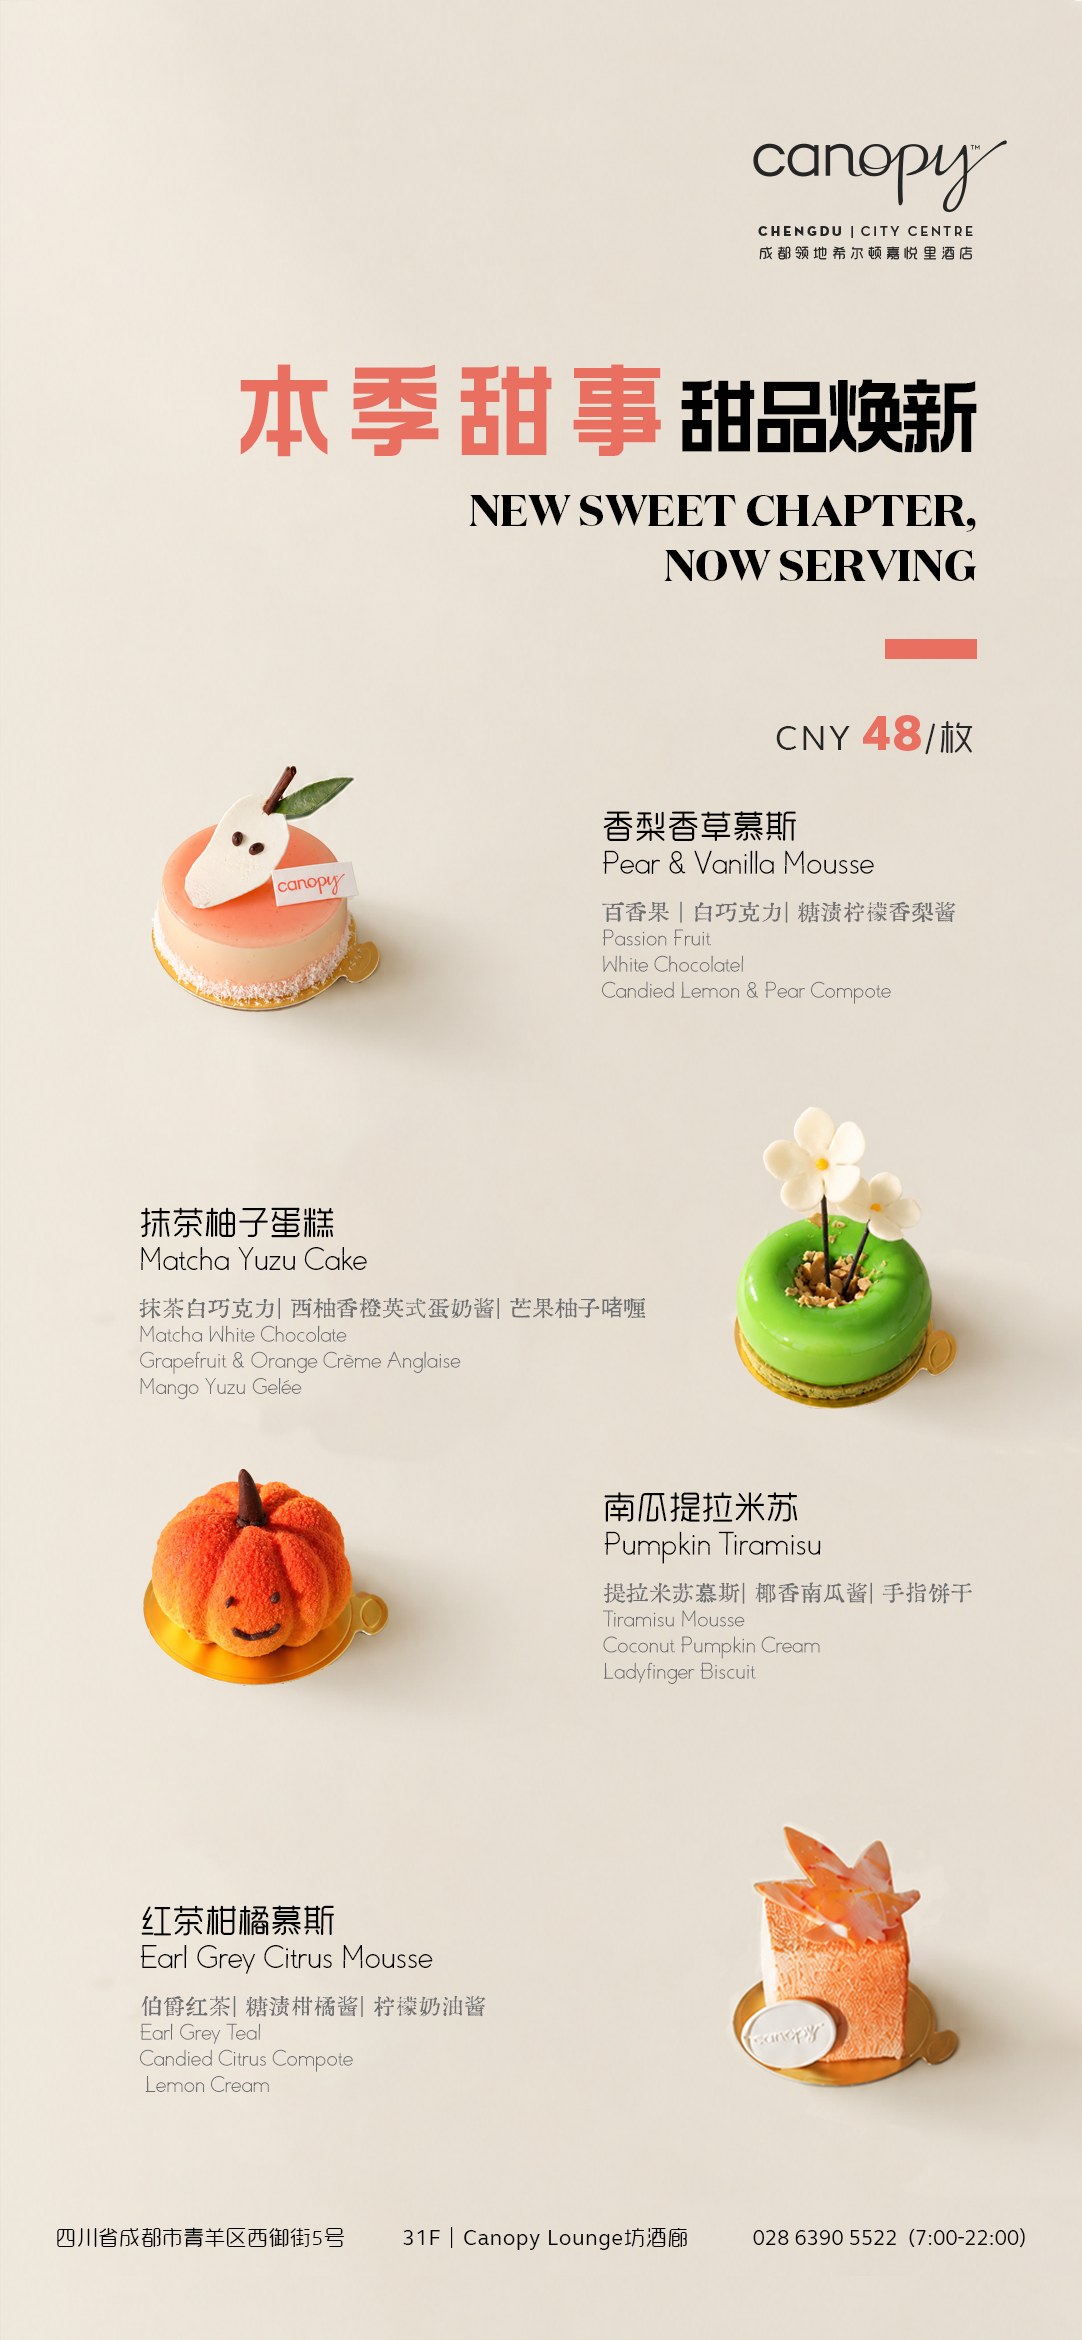 canopy™
CHENGDU | CITY CENTRE
成都领地希尔顿嘉悦里酒店
本季甜事 甜品焕新
NEW SWEET CHAPTER,
NOW SERVING
CNY 48/枚
香梨香草慕斯
Pear & Vanilla Mousse
百香果 | 白巧克力| 糖渍柠檬香梨酱
Passion Fruit
White Chocolatel
Candied Lemon & Pear Compote
canopy
抹茶柚子蛋糕
Matcha Yuzu Cake
抹茶白巧克力| 西柚香橙英式蛋奶酱| 芒果柚子啫喱
Matcha White Chocolate
Grapefruit & Orange Crème Anglaise
Mango Yuzu Gelée
南瓜提拉米苏
Pumpkin Tiramisu
提拉米苏慕斯| 椰香南瓜酱| 手指饼干
Tiramisu Mousse
Coconut Pumpkin Cream
Ladyfinger Biscuit
红茶柑橘慕斯
Earl Grey Citrus Mousse
伯爵红茶| 糖渍柑橘酱| 柠檬奶油酱
Earl Grey Teal
Candied Citrus Compote
Lemon Cream
canopy
四川省成都市青羊区西御街5号
31F | Canopy Lounge坊酒廊
028 6390 5522 (7:00-22:00)